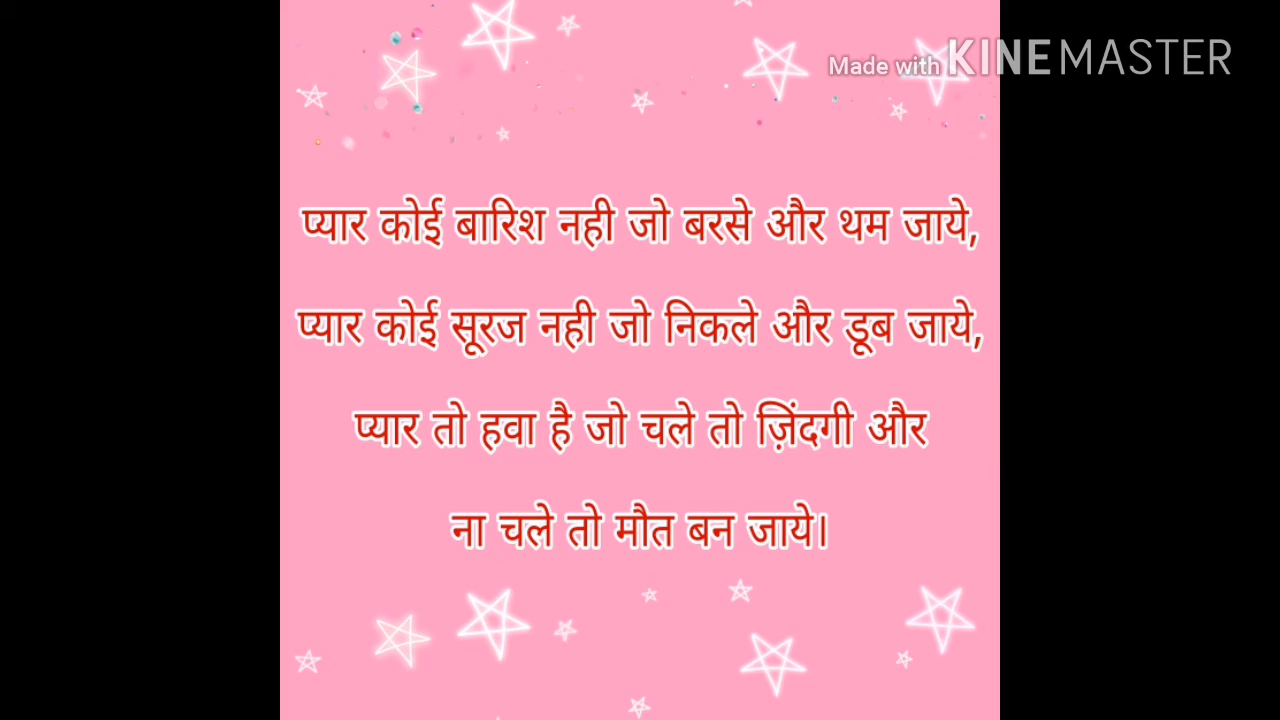 Made with KINEMASTER
प्यार कोई बारिश नही जो बरसे और थम जाये,
प्यार कोई सूरज नही जो निकले और डूब जाये,
प्यार तो हवा है जो चले तो ज़िंदगी और
ना चले तो मौत बन जाये।